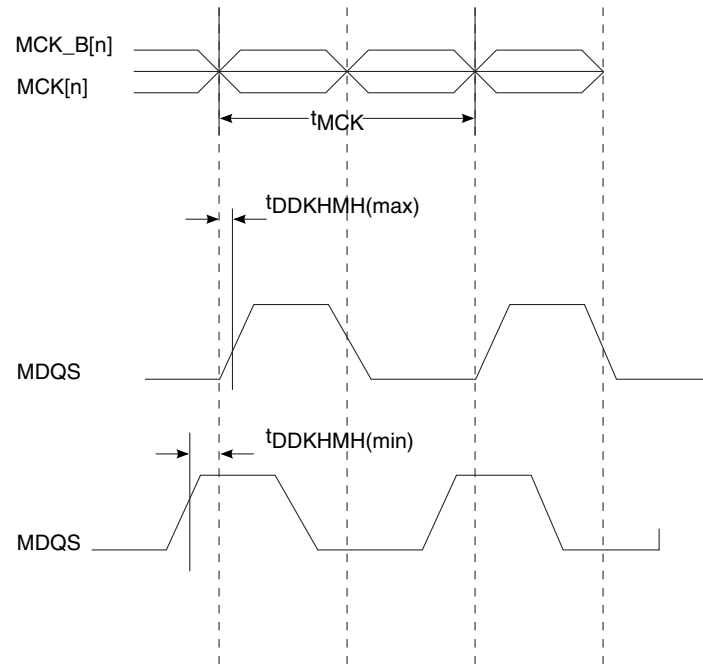 MCK_B[n]
MCK[n]
tMCK
tDDKHMH(max)
MDQS
tDDKHMH(min)
MDQS